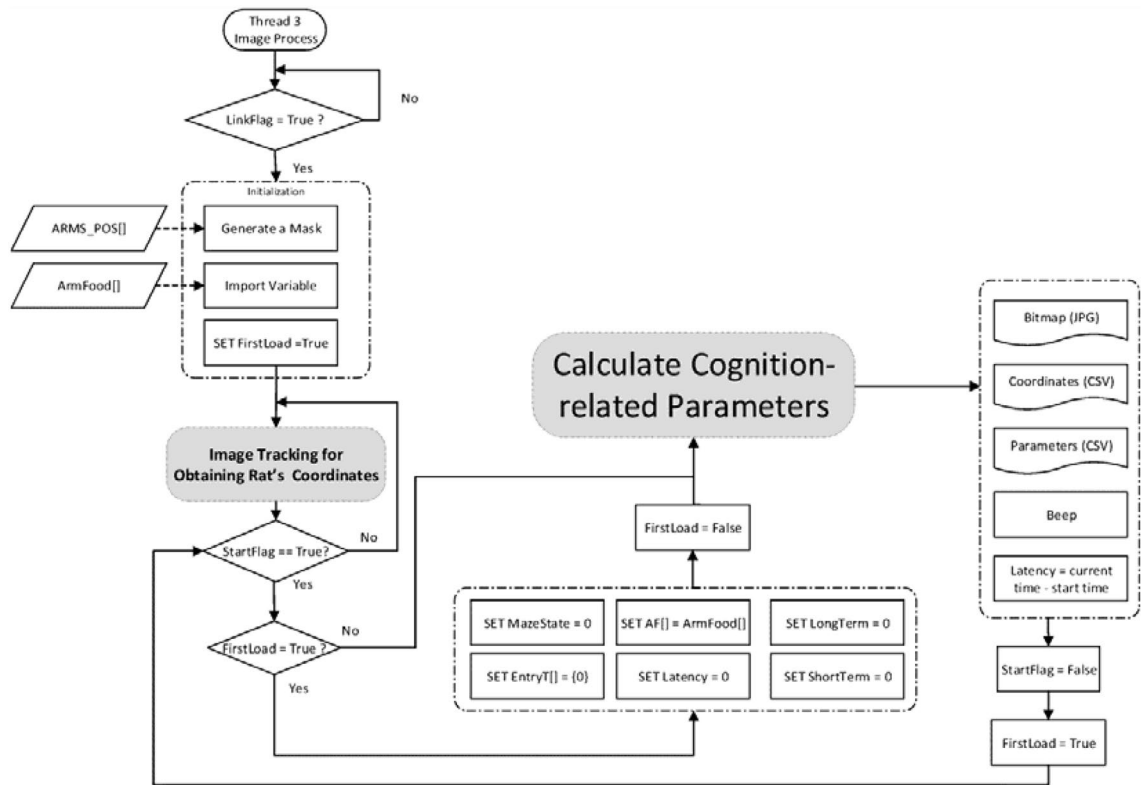 Thread 3
Image Process
No
LinkFlag = True ?
Yes
Initialization
ARMS_POS[]
Generate a Mask
ArmFood[]
Import Variable
SET FirstLoad =True
Image Tracking for
Obtaining Rat's Coordinates
StartFlag == True?
No
Yes
FirstLoad = True ?
No
Yes
Calculate Cognition-
related Parameters
FirstLoad = False
SET MazeState = 0
SET AF[] = ArmFood[]
SET LongTerm = 0
SET EntryT[] = {0}
SET Latency = 0
SET ShortTerm = 0
Bitmap (JPG)
Coordinates (CSV)
Parameters (CSV)
Beep
Latency = current
time - start time
StartFlag = False
FirstLoad = True